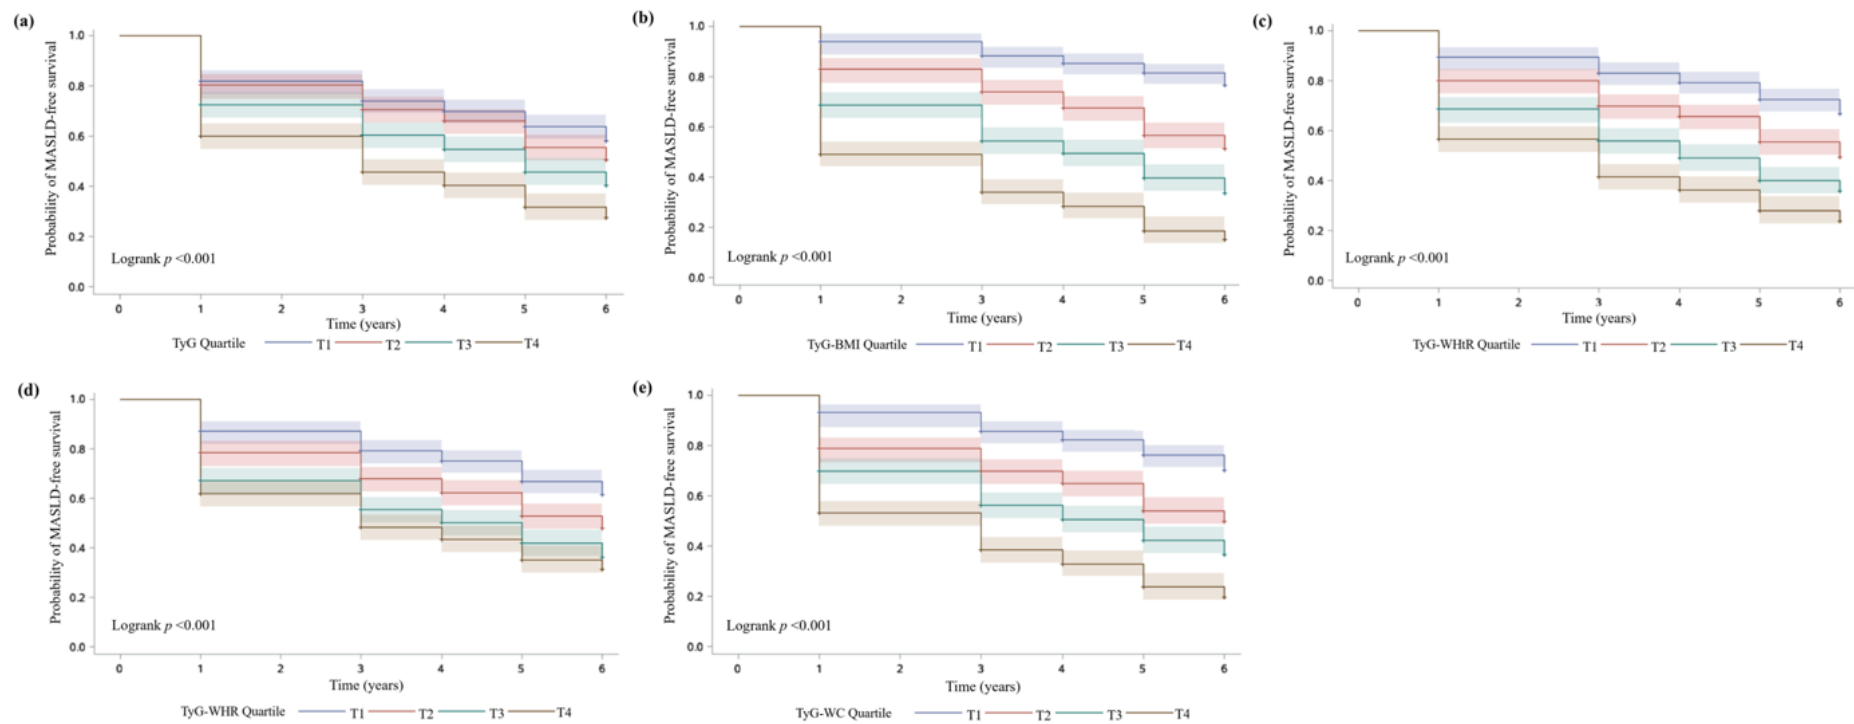 (a)
Probability of MASLD-free survival
1.0
0.8
0.6
0.4
0.2
0.0
Logrank p <0.001
0 1 2 3 4 5 6
Time (years)
TyG Quartile T1 T2 T3 T4
(b)
Probability of MASLD-free survival
1.0
0.8
0.6
0.4
0.2
0.0
Logrank p <0.001
0 1 2 3 4 5 6
Time (years)
TyG-BMI Quartile T1 T2 T3 T4
(c)
Probability of MASLD-free survival
1.0
0.8
0.6
0.4
0.2
0.0
Logrank p <0.001
0 1 2 3 4 5 6
Time (years)
TyG-WHtR Quartile T1 T2 T3 T4
(d)
Probability of MASLD-free survival
1.0
0.8
0.6
0.4
0.2
0.0
Logrank p <0.001
0 1 2 3 4 5 6
Time (years)
TyG-WHR Quartile T1 T2 T3 T4
(e)
Probability of MASLD-free survival
1.0
0.8
0.6
0.4
0.2
0.0
Logrank p <0.001
0 1 2 3 4 5 6
Time (years)
TyG-WC Quartile T1 T2 T3 T4